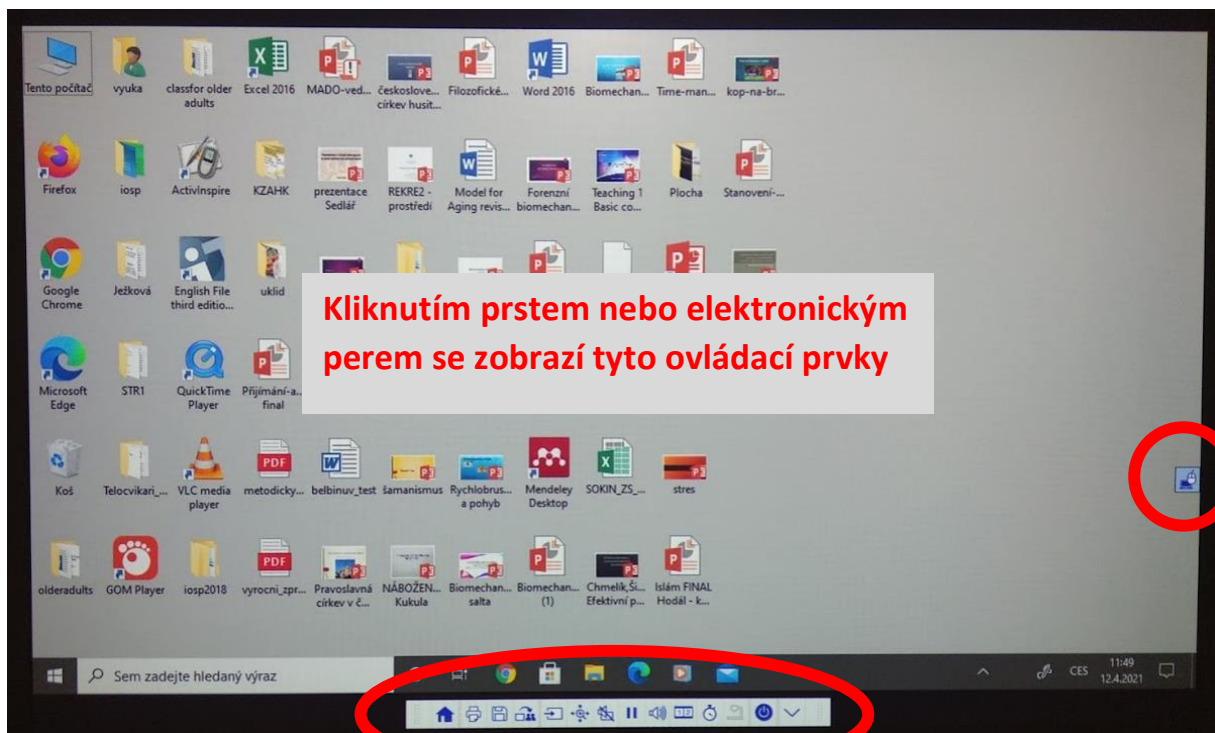 Tento počítač
vyuka
classfor older adults
Excel 2016
MADO-ved...
českoslove... církev husit...
Filozofické...
Word 2016
Biomechan...
Time-man...
kop-na-br...
Firefox
iosp
ActivInspire
KZAHK
prezentace Sedlář
REKRE2 - prostředí
Model for Aging revis...
Forenzní biomechan...
Teaching 1 Basic co...
Plocha
Stanovení-...
Google Chrome
Ježková
English File third editio...
uklid
Kliknutím prstem nebo elektronickým
perem se zobrazí tyto ovládací prvky
Microsoft Edge
STR1
QuickTime Player
Přijímání-a... final
Koš
Telocvikari_...
VLC media player
metodicky...
belbinuv_test
šamanismus
Rychlobrus... a pohyb
Mendeley Desktop
SOKIN_ZS_...
stres
olderadults
GOM Player
iosp2018
vyrocni_zpr...
Pravoslavná církev v č...
NÁBOŽEN... Kukula
Biomechan... salta
Biomechan... (1)
Chmelík,Ši... Efektivní p...
Islám FINAL Hodál - k...
Sem zadejte hledaný výraz
CES
11:49
12.4.2021